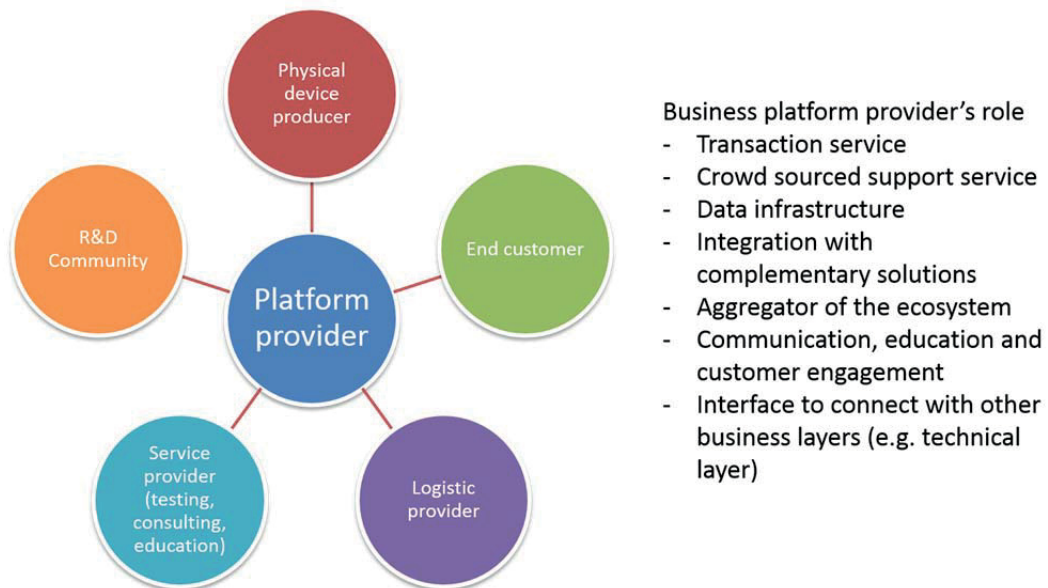 Physical
device
producer
R&D
Community
End customer
Platform
provider
Service
provider
(testing,
consulting,
education)
Logistic
provider
Business platform provider’s role
- Transaction service
- Crowd sourced support service
- Data infrastructure
- Integration with
complementary solutions
- Aggregator of the ecosystem
- Communication, education and
customer engagement
- Interface to connect with other
business layers (e.g. technical
layer)